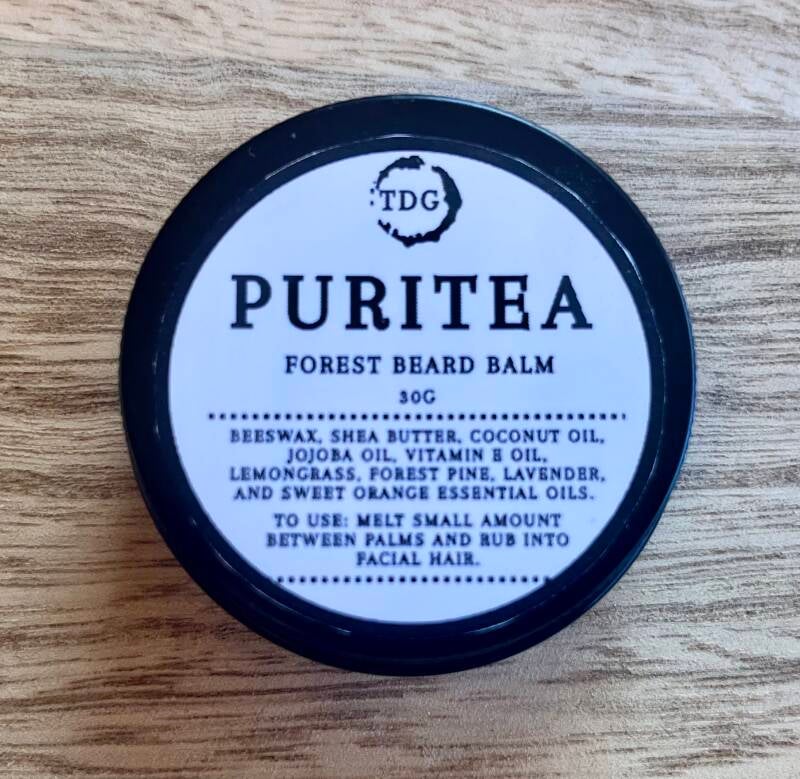 TDG
PURITEA
FOREST BEARD BALM
30G
BEESWAX, SHEA BUTTER, COCONUT OIL,
JOJOBA OIL, VITAMIN E OIL,
LEMONGRASS, FOREST PINE, LAVENDER,
AND SWEET ORANGE ESSENTIAL OILS.
TO USE: MELT SMALL AMOUNT
BETWEEN PALMS AND RUB INTO
FACIAL HAIR.